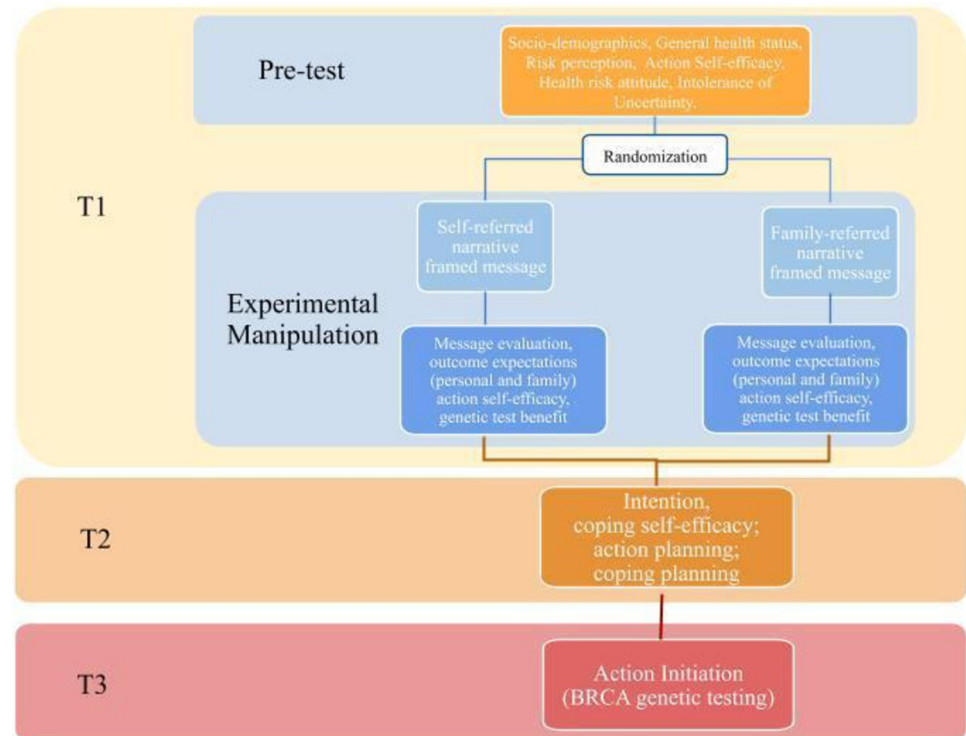 Pre-test
Socio-demographics, General health status,
Risk perception, Action Self-efficacy,
Health risk attitude, Intolerance of
Uncertainty.
Randomization
T1
Self-referred
narrative
framed message
Family-referred
narrative
framed message
Experimental
Manipulation
Message evaluation,
outcome expectations
(personal and family)
action self-efficacy,
genetic test benefit
Message evaluation,
outcome expectations
(personal and family)
action self-efficacy,
genetic test benefit
T2
Intention,
coping self-efficacy;
action planning;
coping planning
T3
Action Initiation
(BRCA genetic testing)